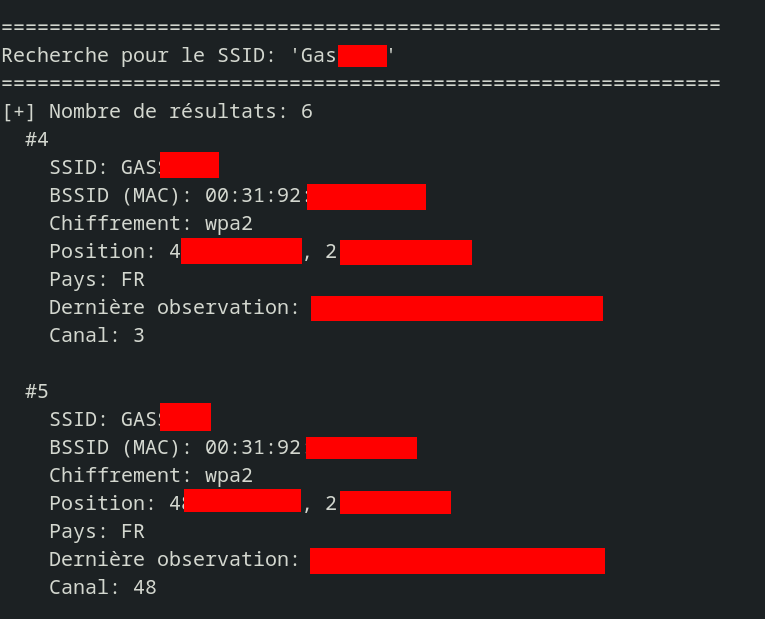 ============================================================
Recherche pour le SSID: 'Gas '
============================================================
[+] Nombre de résultats: 6
#4
SSID: GAS
BSSID (MAC): 00:31:92:
Chiffrement: wpa2
Position: 4 , 2
Pays: FR
Dernière observation:
Canal: 3
#5
SSID: GAS
BSSID (MAC): 00:31:92
Chiffrement: wpa2
Position: 48 , 2
Pays: FR
Dernière observation:
Canal: 48